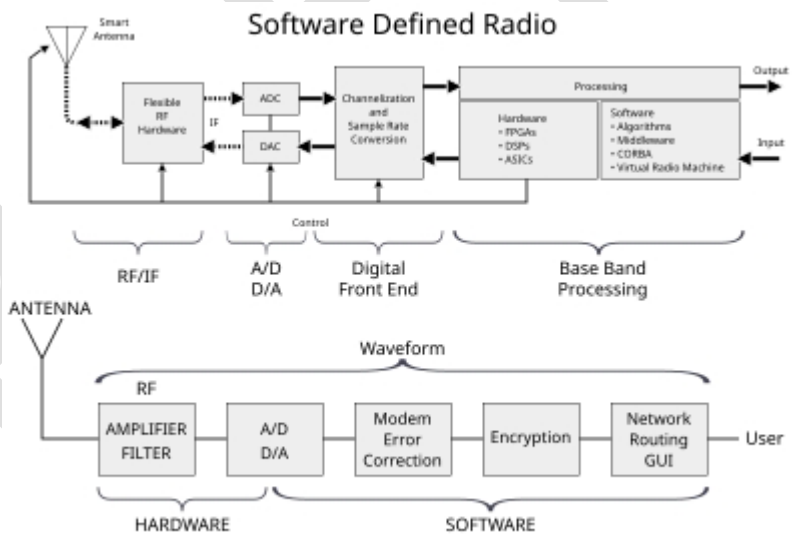 Software Defined Radio
Smart
Antenna
Flexible
RF
Hardware
IF
ADC
DAC
Channelization
and
Sample Rate
Conversion
Processing
Hardware
• FPGAs
• DSPs
• ASICs
Software
• Algorithms
• Middleware
• CORBA
• Virtual Radio Machine
Output
Input
Control
RF/IF
A/D
D/A
Digital
Front End
Base Band
Processing
ANTENNA
Waveform
RF
AMPLIFIER
FILTER
A/D
D/A
Modem
Error
Correction
Encryption
Network
Routing
GUI
User
HARDWARE
SOFTWARE